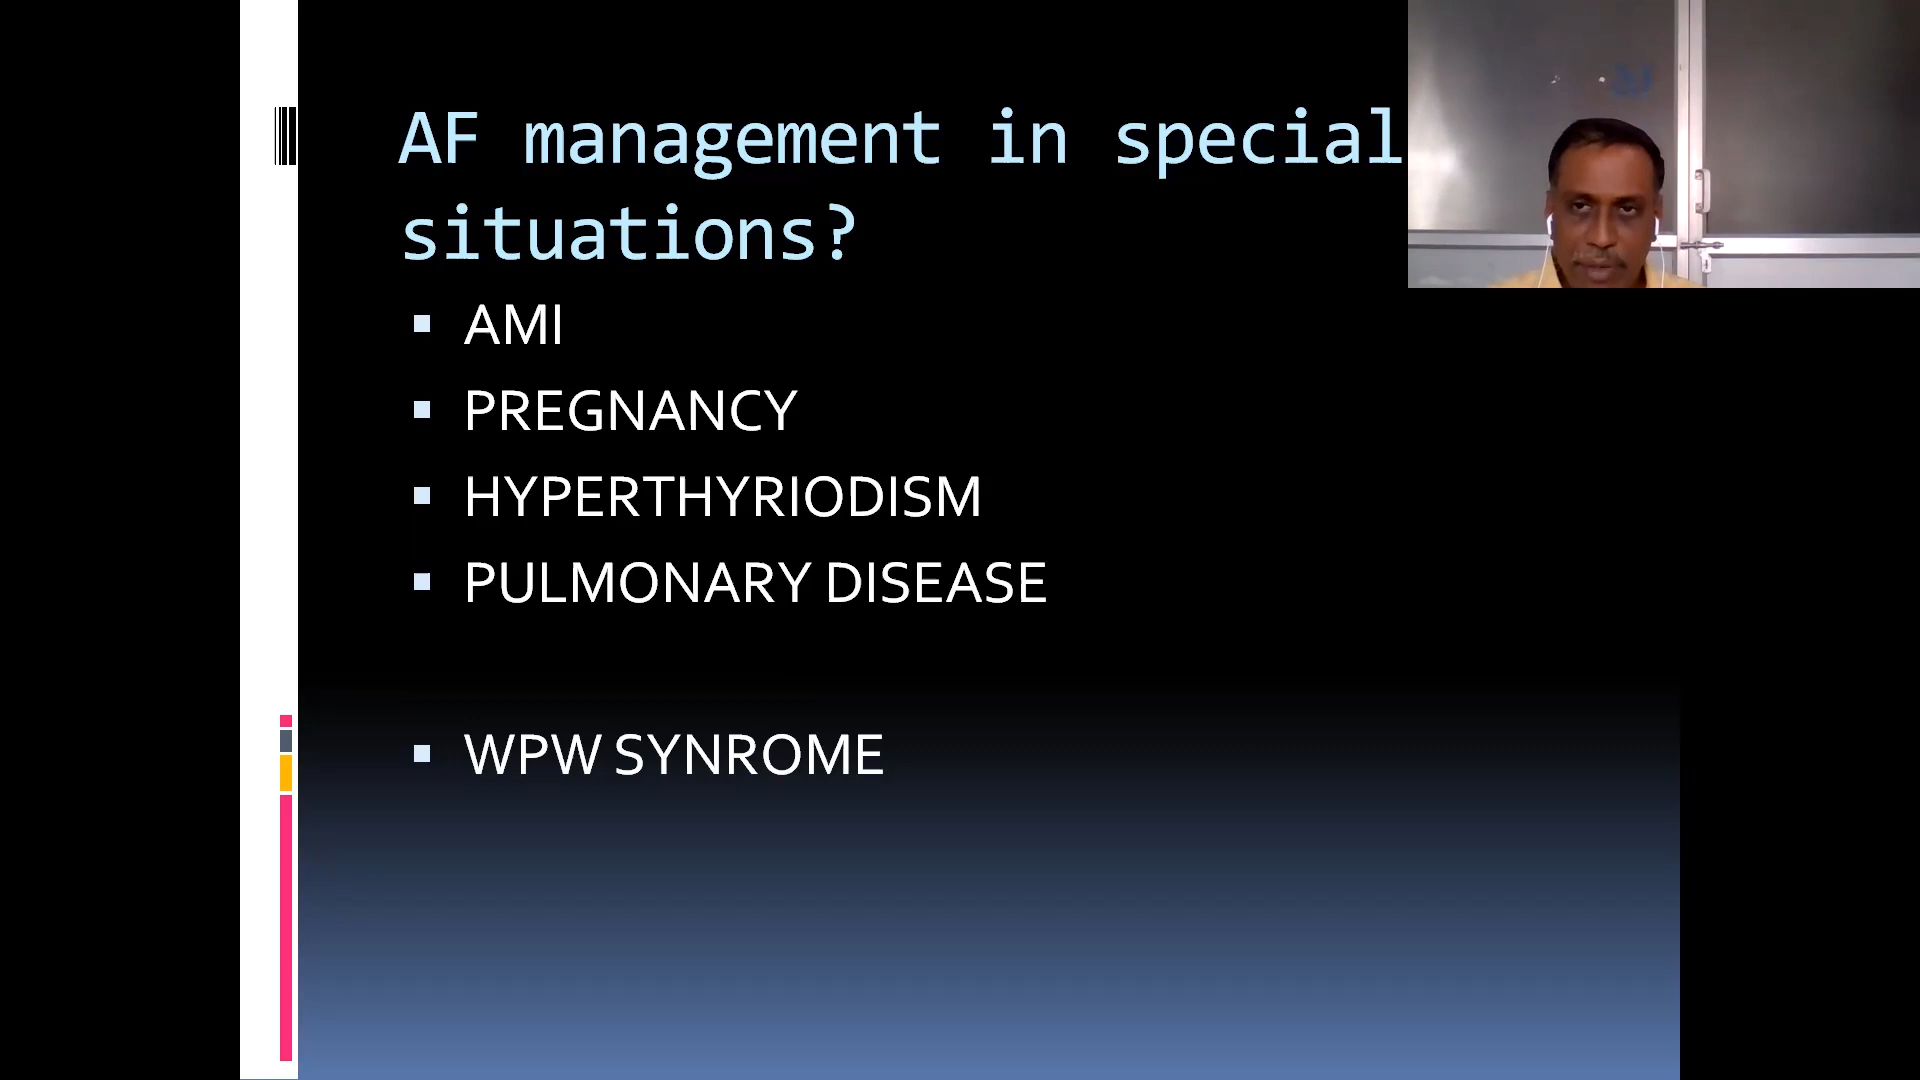 AF management in special
situations?
AMI
PREGNANCY
HYPERTHYRIODISM
PULMONARY DISEASE
WPW SYNROME